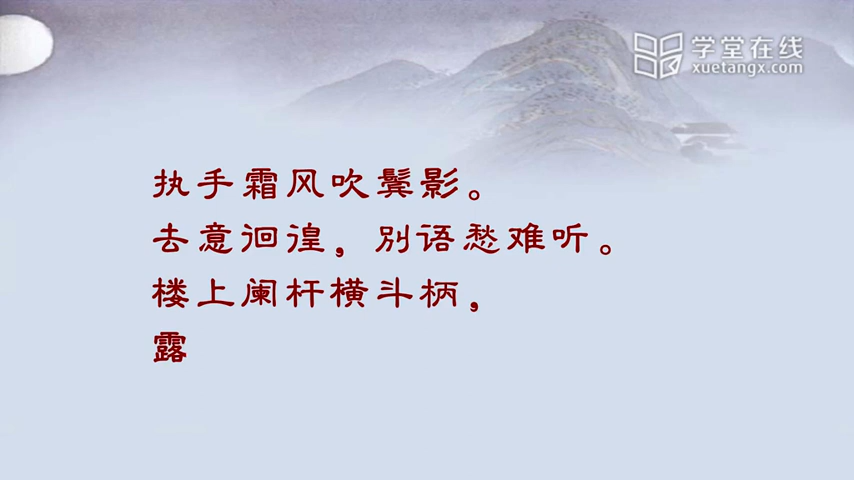 学堂在线
xuetangx.com
执手霜风吹鬓影。
去意徊徨，别语愁难听。
楼上阑杆横斗柄，
露